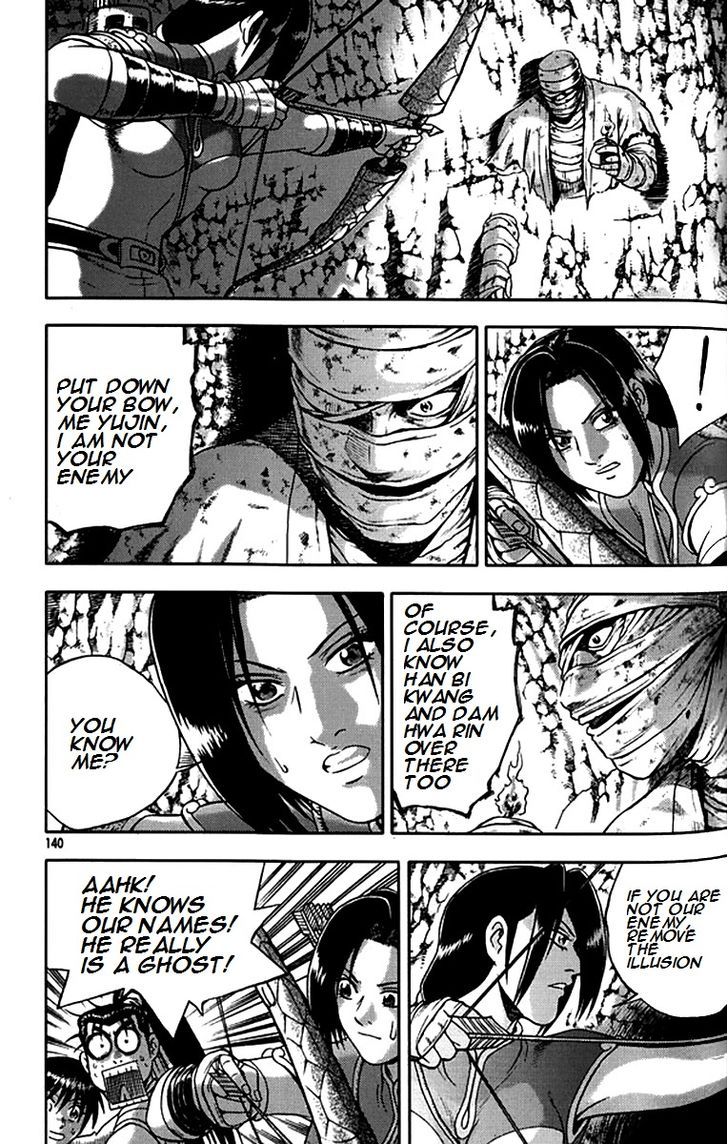 PUT DOWN
YOUR BOW,
ME YUJIN,
I AM NOT
YOUR
ENEMY
!
YOU
KNOW
ME?
OF
COURSE,
I ALSO
KNOW
HAN BI
KWANG
AND DAM
HWA RIN
OVER
THERE
TOO
140
AAHK!
HE KNOWS
OUR NAMES!
HE REALLY
IS A GHOST!
IF YOU ARE
NOT OUR
ENEMY,
REMOVE
THE
ILLUSION